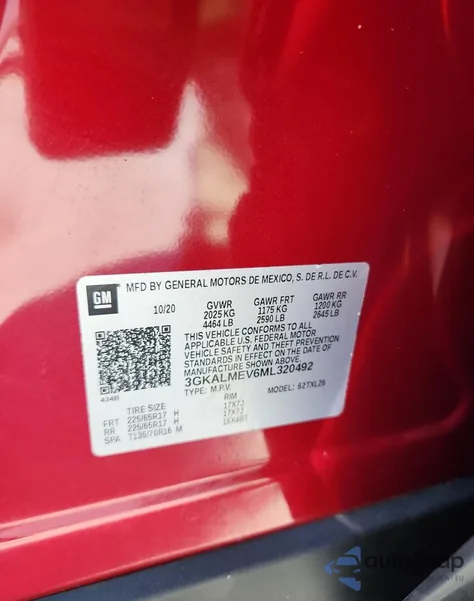 GM
MFD BY GENERAL MOTORS DE MEXICO, S. DE R.L. DE C.V.
10/20 GVWR GAWR FRT GAWR RR
2025 KG 1175 KG 1200 KG
4464 LB 2590 LB 2645 LB
THIS VEHICLE CONFORMS TO ALL
APPLICABLE U.S. FEDERAL MOTOR
VEHICLE SAFETY AND THEFT PREVENTION
STANDARDS IN EFFECT ON THE DATE OF
MANUFACTURE SHOWN ABOVE.
3GKALMEV6ML320492
TYPE: M.P.V. MODEL: 62TXL26
TIRE SIZE RIM
FRT 225/65R17 H 17X7J
RR 225/65R17 H 17X7J
SPA T135/70R16 M 16X4BT